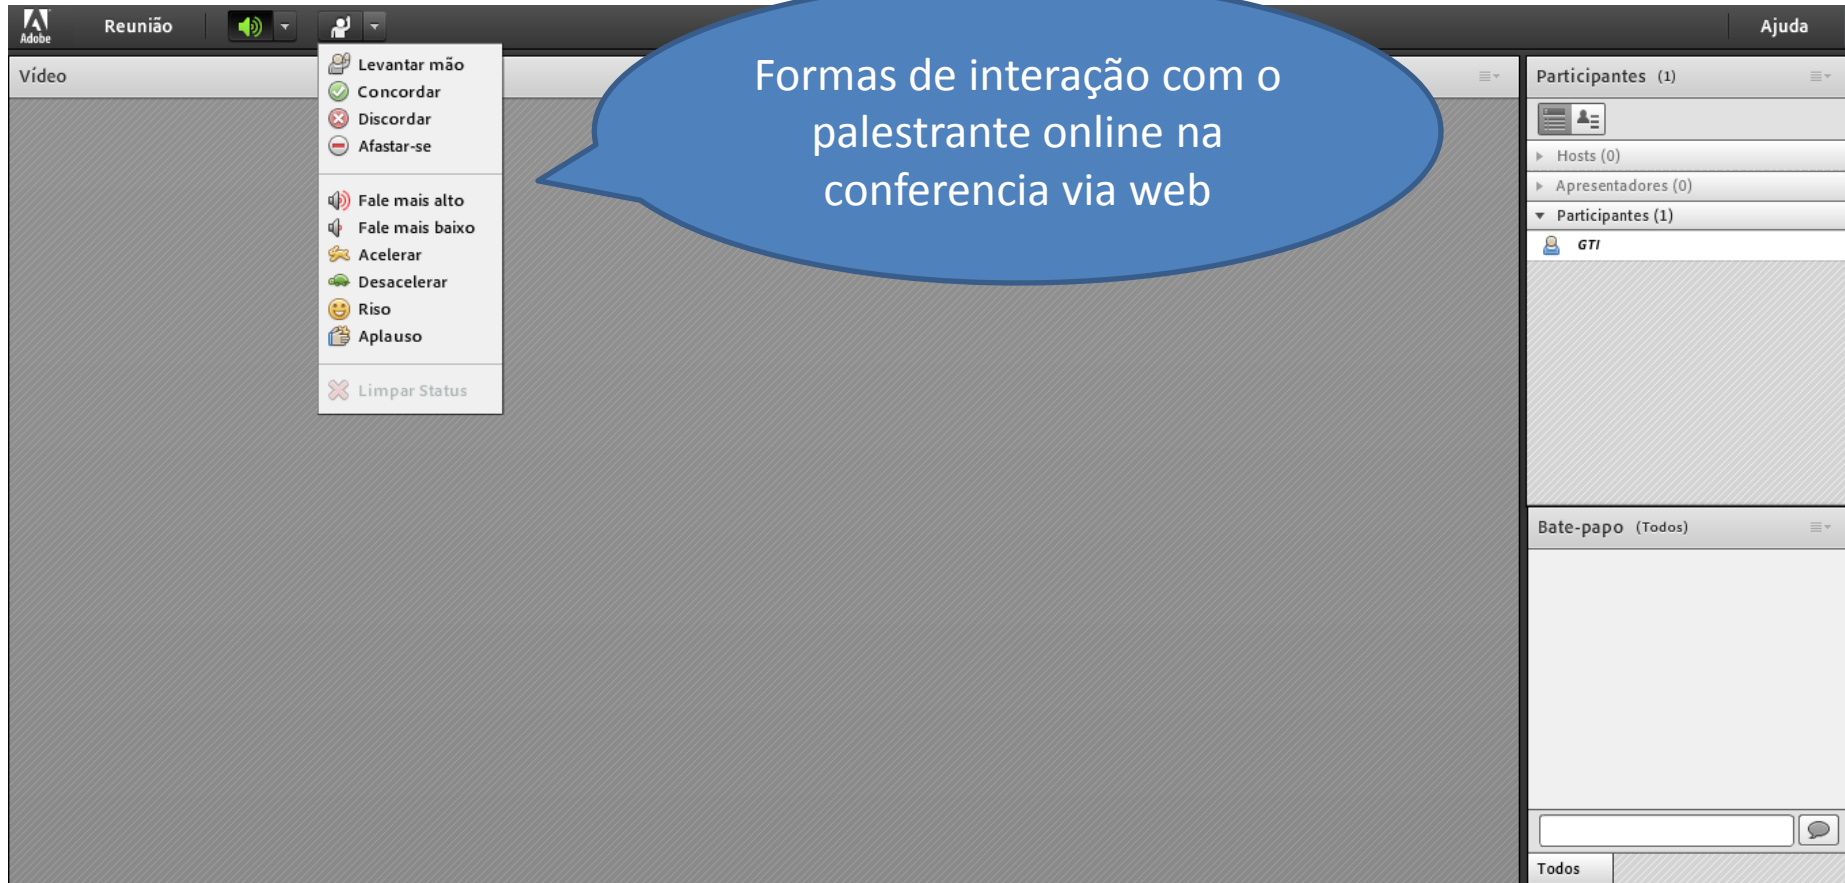 Adobe
Reunião
Ajuda
Vídeo
Levantar mão
Concordar
Discordar
Afastar-se
Fale mais alto
Fale mais baixo
Acelerar
Desacelerar
Riso
Aplauso
Limpar Status
Formas de interação com o
palestrante online na
conferencia via web
Participantes (1)
Hosts (0)
Apresentadores (0)
Participantes (1)
GTI
Bate-papo (Todos)
Todos